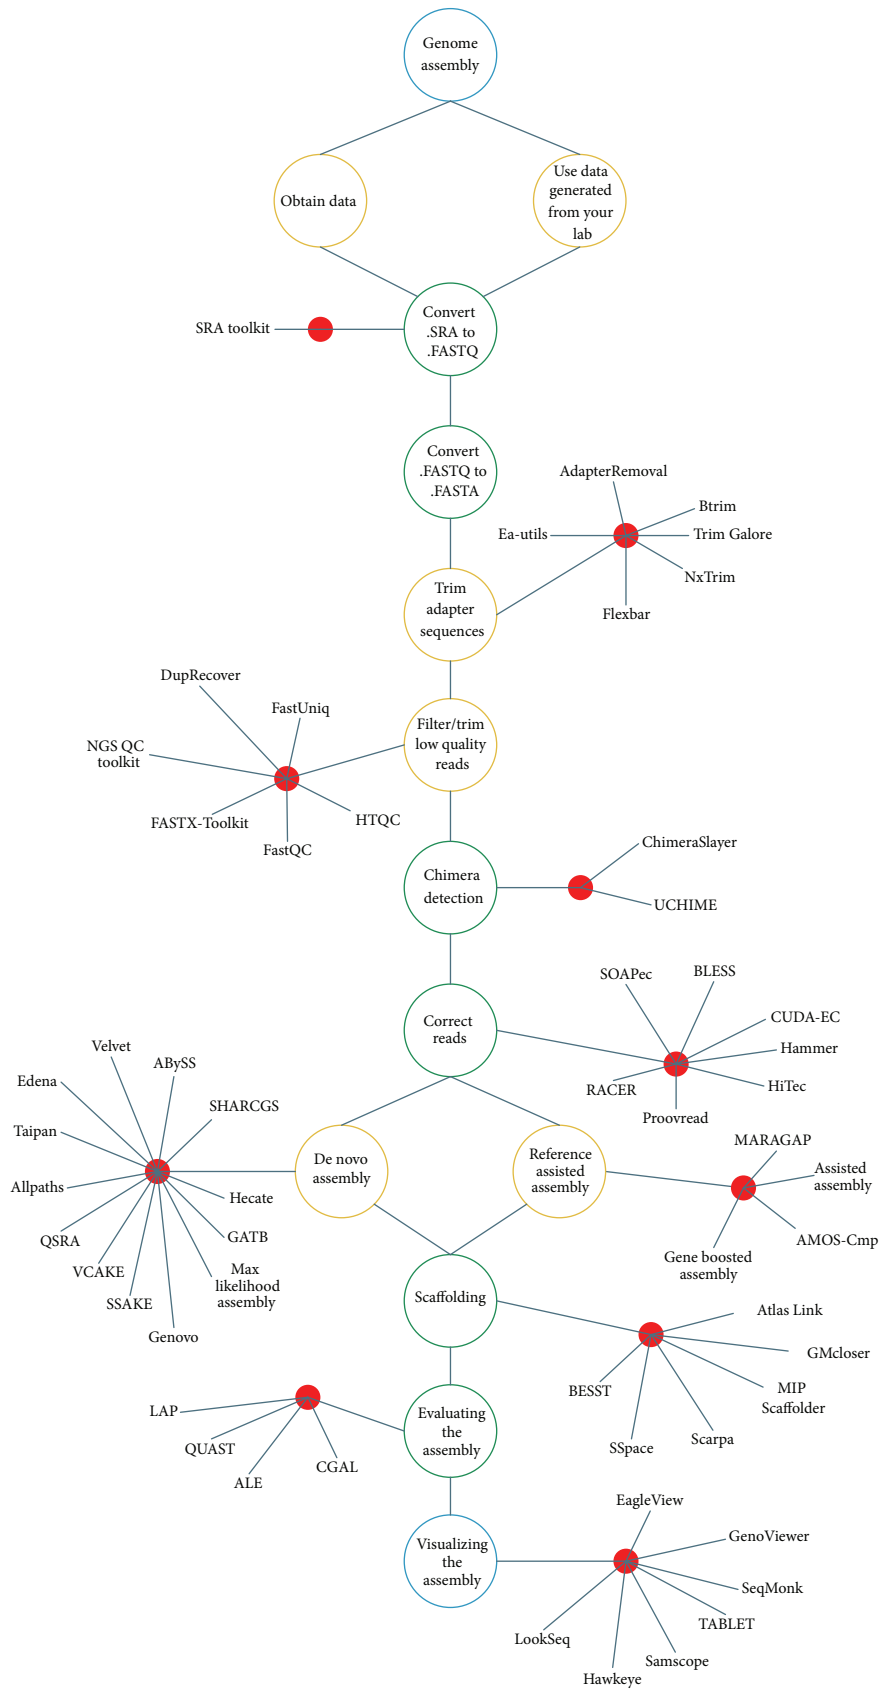 Genome
assembly
Obtain data
Use data
generated
from your
lab
Convert
.SRA to
.FASTQ
SRA toolkit
Convert
.FASTQ to
.FASTA
AdapterRemoval
Btrim
Ea-utils
Trim Galore
NxTrim
Flexbar
Trim
adapter
sequences
DupRecover
FastUniq
NGS QC
toolkit
FASTX-Toolkit
FastQC
HTQC
Filter/trim
low quality
reads
Chimera
detection
ChimeraSlayer
UCHIME
Correct
reads
SOAPec
BLESS
CUDA-EC
Hammer
HiTec
RACER
Proovread
Velvet
ABySS
Edena
SHARCGS
Taipan
Allpaths
Hecate
QSRA
GATB
VCAKE
Max
likelihood
assembly
SSAKE
Genovo
De novo
assembly
Reference
assisted
assembly
MARAGAP
Assisted
assembly
AMOS-Cmp
Gene boosted
assembly
Scaffolding
Atlas Link
GMcloser
MIP
Scaffolder
BESST
Scarpa
SSpace
LAP
QUAST
ALE
CGAL
Evaluating
the
assembly
Visualizing
the
assembly
EagleView
GenoViewer
SeqMonk
TABLET
LookSeq
Samscope
Hawkeye